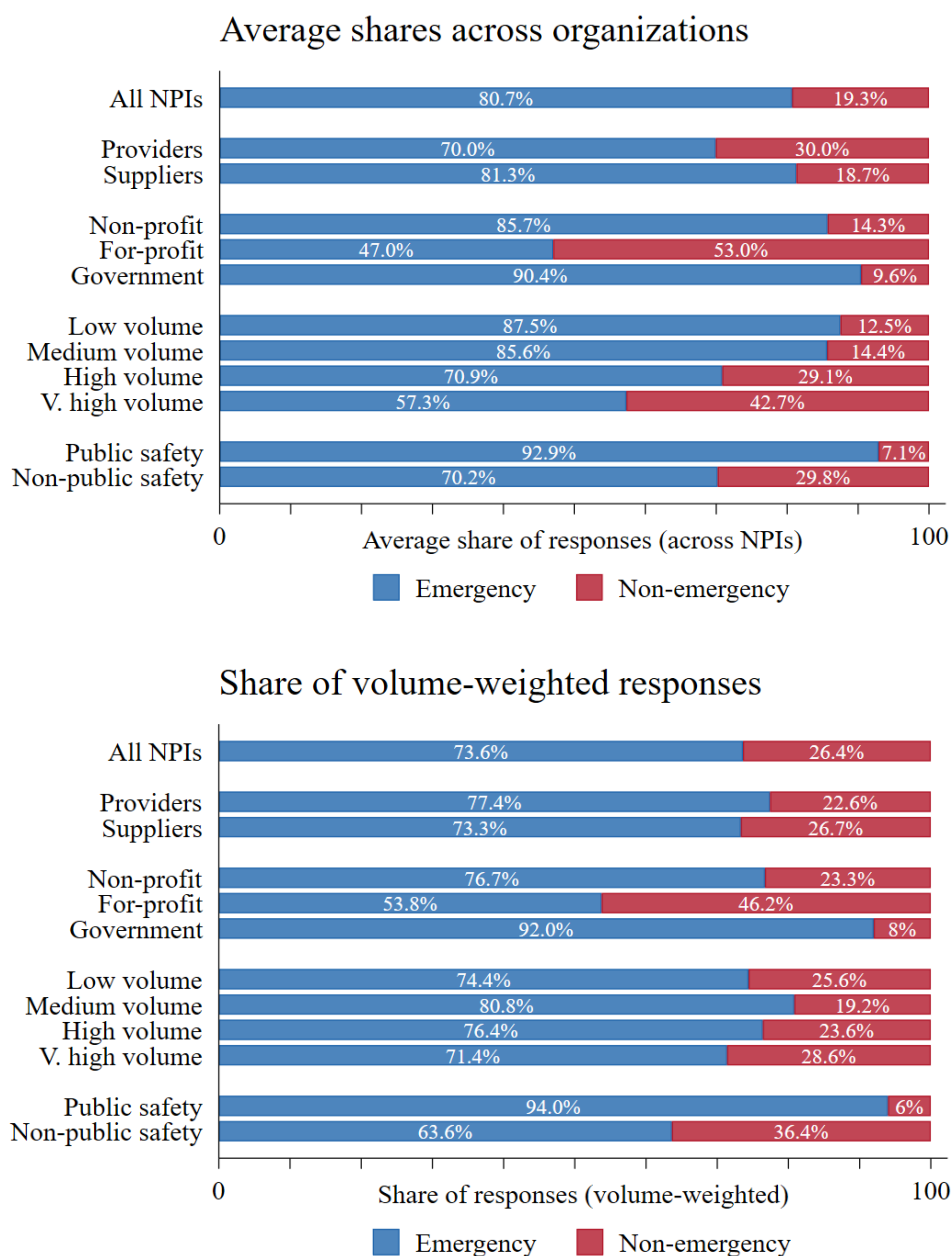 Average shares across organizations
All NPIs 80.7% 19.3%
Providers 70.0% 30.0%
Suppliers 81.3% 18.7%
Non-profit 85.7% 14.3%
For-profit 47.0% 53.0%
Government 90.4% 9.6%
Low volume 87.5% 12.5%
Medium volume 85.6% 14.4%
High volume 70.9% 29.1%
V. high volume 57.3% 42.7%
Public safety 92.9% 7.1%
Non-public safety 70.2% 29.8%
0 Average share of responses (across NPIs) 100
Emergency Non-emergency
Share of volume-weighted responses
All NPIs 73.6% 26.4%
Providers 77.4% 22.6%
Suppliers 73.3% 26.7%
Non-profit 76.7% 23.3%
For-profit 53.8% 46.2%
Government 92.0% 8%
Low volume 74.4% 25.6%
Medium volume 80.8% 19.2%
High volume 76.4% 23.6%
V. high volume 71.4% 28.6%
Public safety 94.0% 6%
Non-public safety 63.6% 36.4%
0 Share of responses (volume-weighted) 100
Emergency Non-emergency